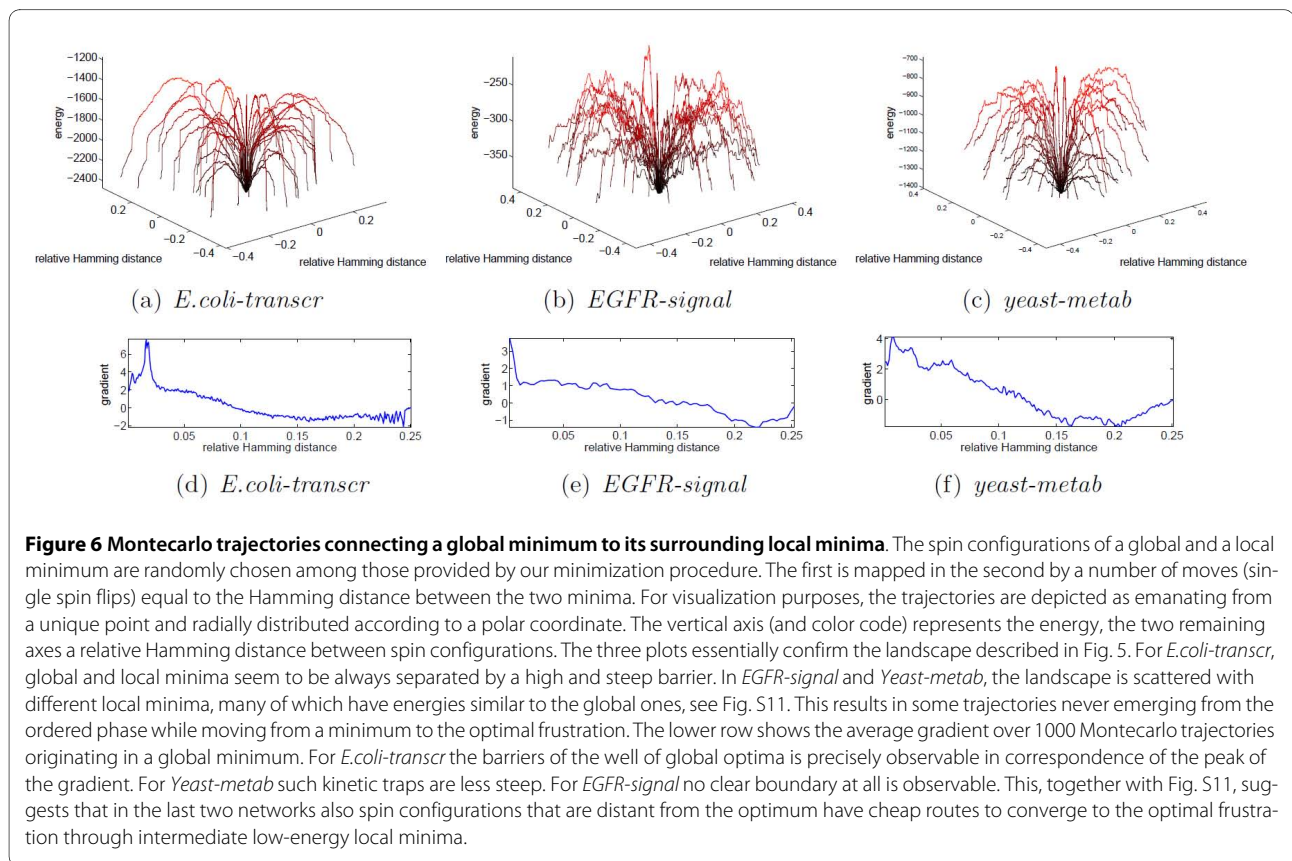 −1200
−1400
−1600
−1800
−2000
−2200
−2400
energy
0.2
0
−0.2
−0.4
−0.4
−0.2
0
0.2
relative Hamming distance
relative Hamming distance
(a) E.coli-transcr
−250
−300
−350
energy
0.4
0.2
0
−0.2
−0.4
−0.4
−0.2
0
0.2
0.4
relative Hamming distance
relative Hamming distance
(b) EGFR-signal
−700
−800
−900
−1000
−1100
−1200
−1300
−1400
energy
0.4
0.2
0
−0.2
−0.4
−0.4
−0.2
0
0.2
0.4
relative Hamming distance
relative Hamming distance
(c) yeast-metab
6
4
2
0
−2
gradient
0.05
0.1
0.15
0.2
0.25
relative Hamming distance
(d) E.coli-transcr
3
2
1
0
−1
gradient
0.05
0.1
0.15
0.2
0.25
relative Hamming distance
(e) EGFR-signal
4
2
0
gradient
0.05
0.1
0.15
0.2
0.25
relative Hamming distance
(f) yeast-metab
Figure 6 Montecarlo trajectories connecting a global minimum to its surrounding local minima. The spin configurations of a global and a local
minimum are randomly chosen among those provided by our minimization procedure. The first is mapped in the second by a number of moves (sin-
gle spin flips) equal to the Hamming distance between the two minima. For visualization purposes, the trajectories are depicted as emanating from
a unique point and radially distributed according to a polar coordinate. The vertical axis (and color code) represents the energy, the two remaining
axes a relative Hamming distance between spin configurations. The three plots essentially confirm the landscape described in Fig. 5. For E.coli-transcr,
global and local minima seem to be always separated by a high and steep barrier. In EGFR-signal and Yeast-metab, the landscape is scattered with
different local minima, many of which have energies similar to the global ones, see Fig. S11. This results in some trajectories never emerging from the
ordered phase while moving from a minimum to the optimal frustration. The lower row shows the average gradient over 1000 Montecarlo trajectories
originating in a global minimum. For E.coli-transcr the barriers of the well of global optima is precisely observable in correspondence of the peak of
the gradient. For Yeast-metab such kinetic traps are less steep. For EGFR-signal no clear boundary at all is observable. This, together with Fig. S11, sug-
gests that in the last two networks also spin configurations that are distant from the optimum have cheap routes to converge to the optimal frustra-
tion through intermediate low-energy local minima.